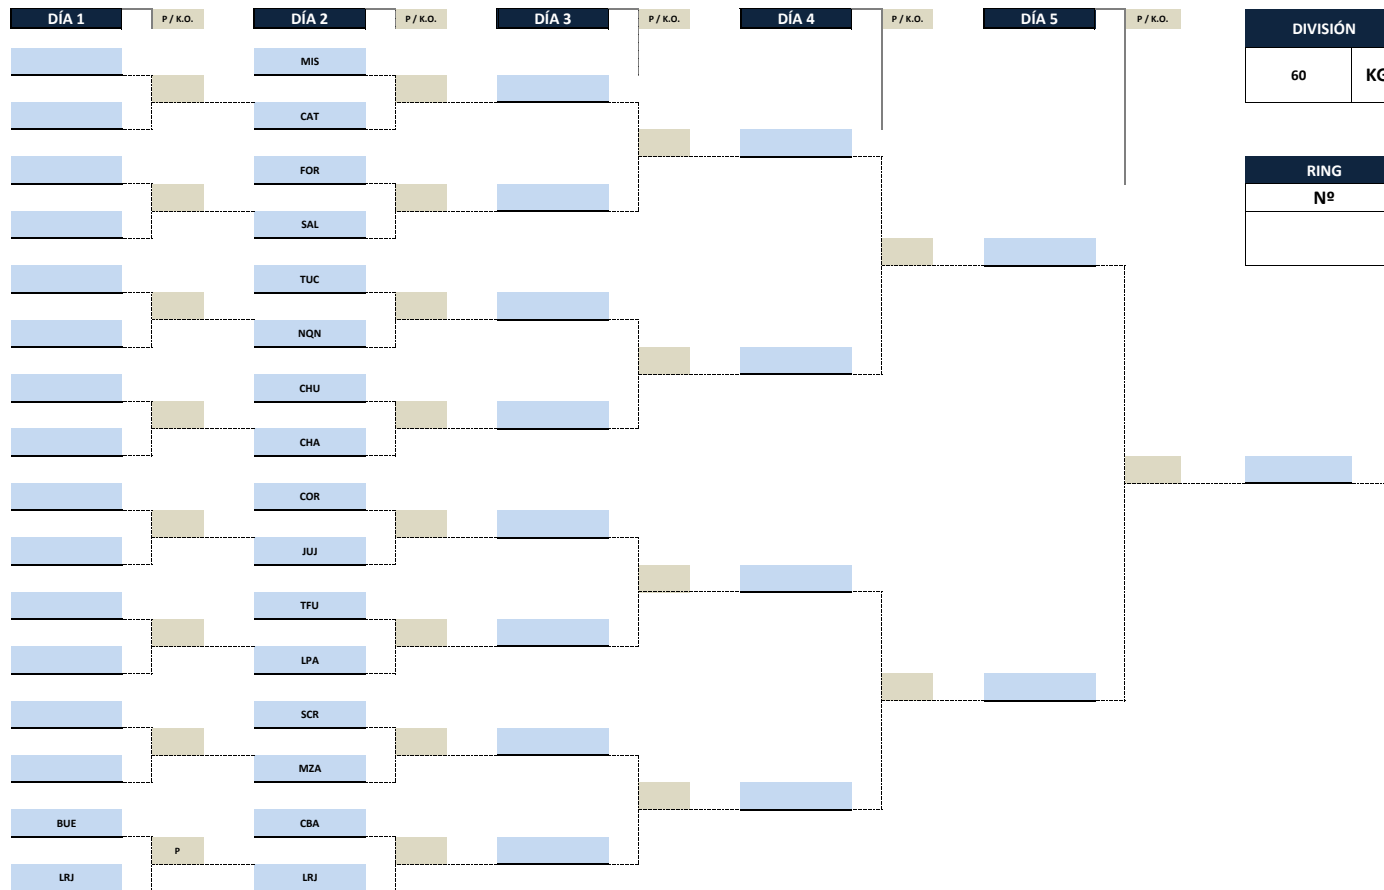 DÍA 1 P / K.O. DÍA 2 P / K.O. DÍA 3 P / K.O. DÍA 4 P / K.O. DÍA 5 P / K.O. DIVISIÓN
MIS
60 KG
CAT
FOR
RING
Nº
SAL
TUC
NQN
CHU
CHA
COR
JUJ
TFU
LPA
SCR
MZA
BUE CBA
P
LRJ LRJ